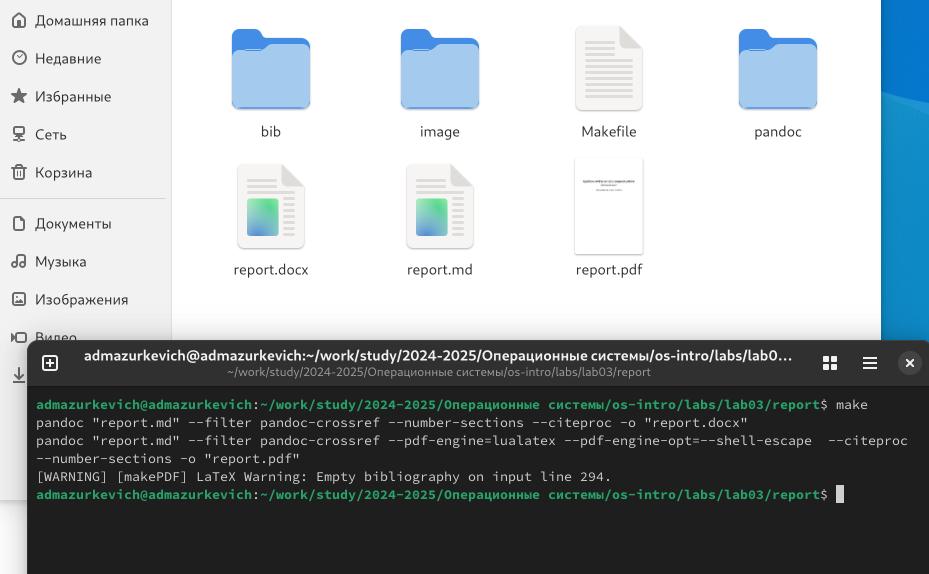 Домашняя папка
Недавние
Избранные
Сеть
Корзина
Документы
Музыка
Изображения
Видео
bib
image
Makefile
pandoc
report.docx
report.md
report.pdf
admazurkevich@admazurkevich:~/work/study/2024-2025/Операционные системы/os-intro/labs/lab0...
~/work/study/2024-2025/Операционные системы/os-intro/labs/lab03/report
admazurkevich@admazurkevich:~/work/study/2024-2025/Операционные системы/os-intro/labs/lab03/report$ make
pandoc "report.md" --filter pandoc-crossref --number-sections --citeproc -o "report.docx"
pandoc "report.md" --filter pandoc-crossref --pdf-engine=lualatex --pdf-engine-opt=--shell-escape  --citeproc
--number-sections -o "report.pdf"
[WARNING] [makePDF] LaTeX Warning: Empty bibliography on input line 294.
admazurkevich@admazurkevich:~/work/study/2024-2025/Операционные системы/os-intro/labs/lab03/report$